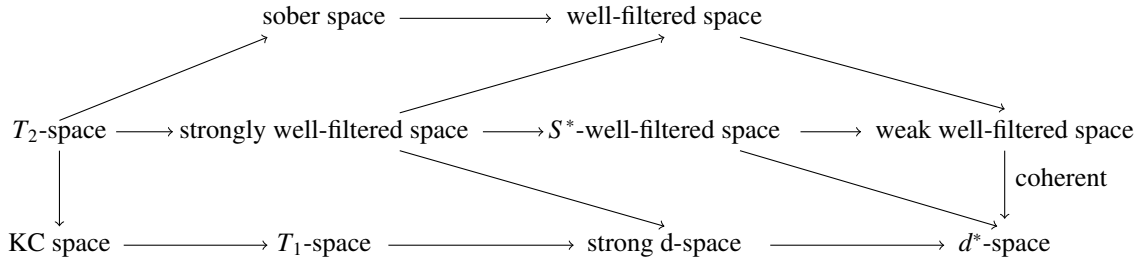 sober space well-filtered space
T₂-space strongly well-filtered space S*-well-filtered space weak well-filtered space
coherent
KC space T₁-space strong d-space d*-space